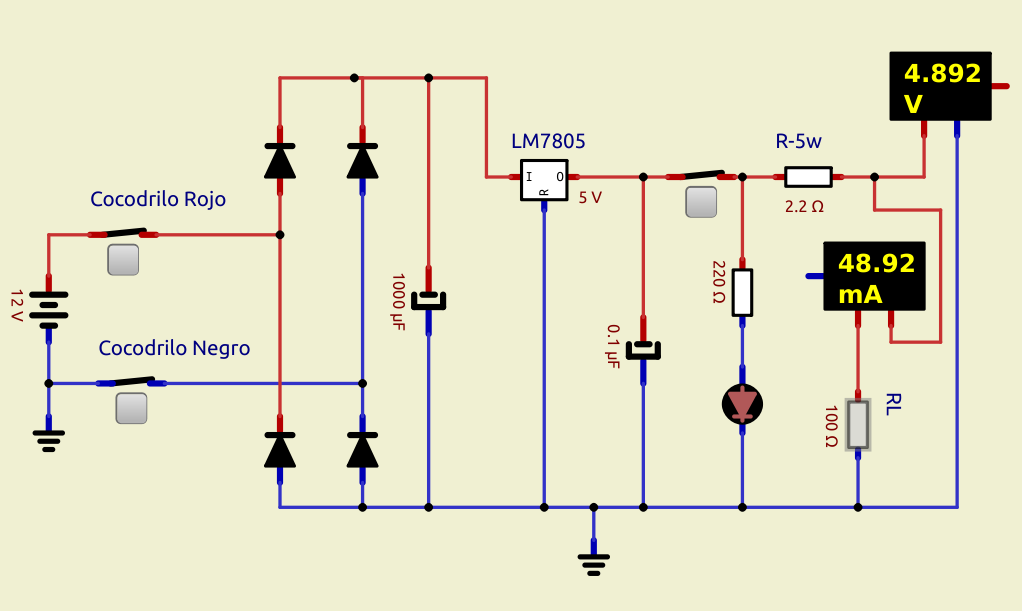 4.892
V
LM7805
R-5w
I
O
R
5 V
2.2 Ω
Cocodrilo Rojo
48.92
mA
220 Ω
1000 µF
12 V
0.1 µF
Cocodrilo Negro
RL
100 Ω